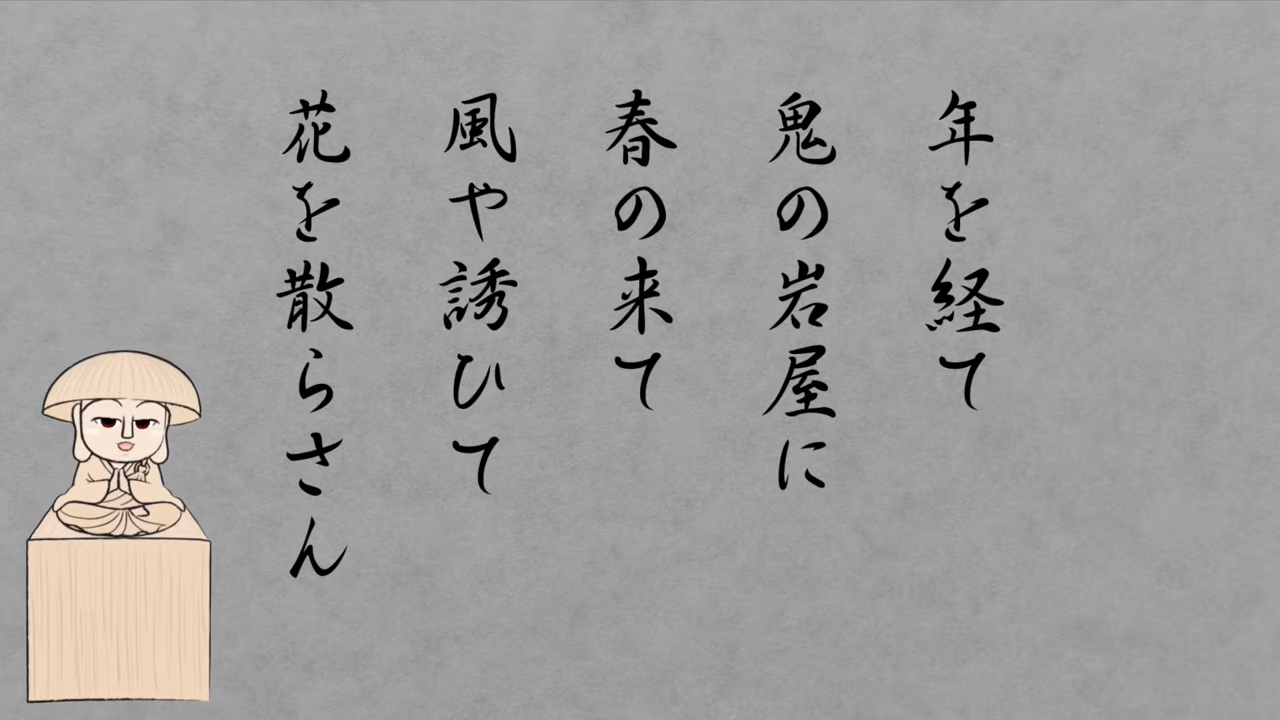 年を経て
鬼の岩屋に
春の来て
風や誘ひて
花を散らさん